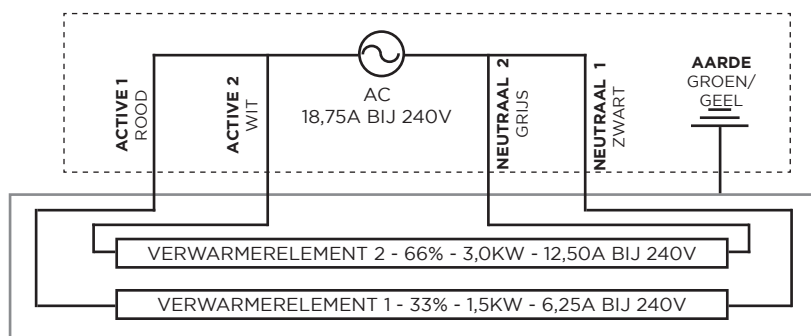 ACTIVE 1
ROOD
ACTIVE 2
WIT
AC
18,75A BIJ 240V
NEUTRAAL 2
GRIJS
NEUTRAAL 1
ZWART
AARDE
GROEN/
GEEL
VERWARMERELEMENT 2 - 66% - 3,0KW - 12,50A BIJ 240V
VERWARMERELEMENT 1 - 33% - 1,5KW - 6,25A BIJ 240V